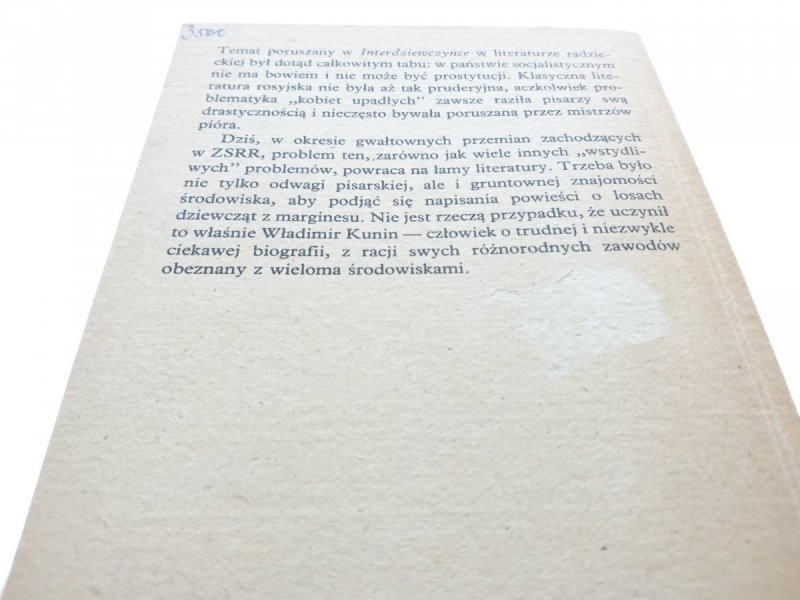 3500
Temat poruszany w Interdziewczynce w literaturze radzie-
ckiej był dotąd całkowitym tabu: w państwie socjalistycznym
nie ma bowiem i nie może być prostytucji. Klasyczna lite-
ratura rosyjska nie była aż tak pruderyjna, aczkolwiek pro-
blematyka „kobiet upadłych” zawsze raziła pisarzy swą
drastycznością i nieczęsto bywała poruszana przez mistrzów
pióra.
Dziś, w okresie gwałtownych przemian zachodzących
w ZSRR, problem ten, zarówno jak wiele innych „wstydli-
wych” problemów, powraca na łamy literatury. Trzeba było
nie tylko odwagi pisarskiej, ale i gruntownej znajomości
środowiska, aby podjąć się napisania powieści o losach
dziewcząt z marginesu. Nie jest rzeczą przypadku, że uczynił
to właśnie Władimir Kunin — człowiek o trudnej i niezwykle
ciekawej biografii, z racji swych różnorodnych zawodów
obeznany z wieloma środowiskami.